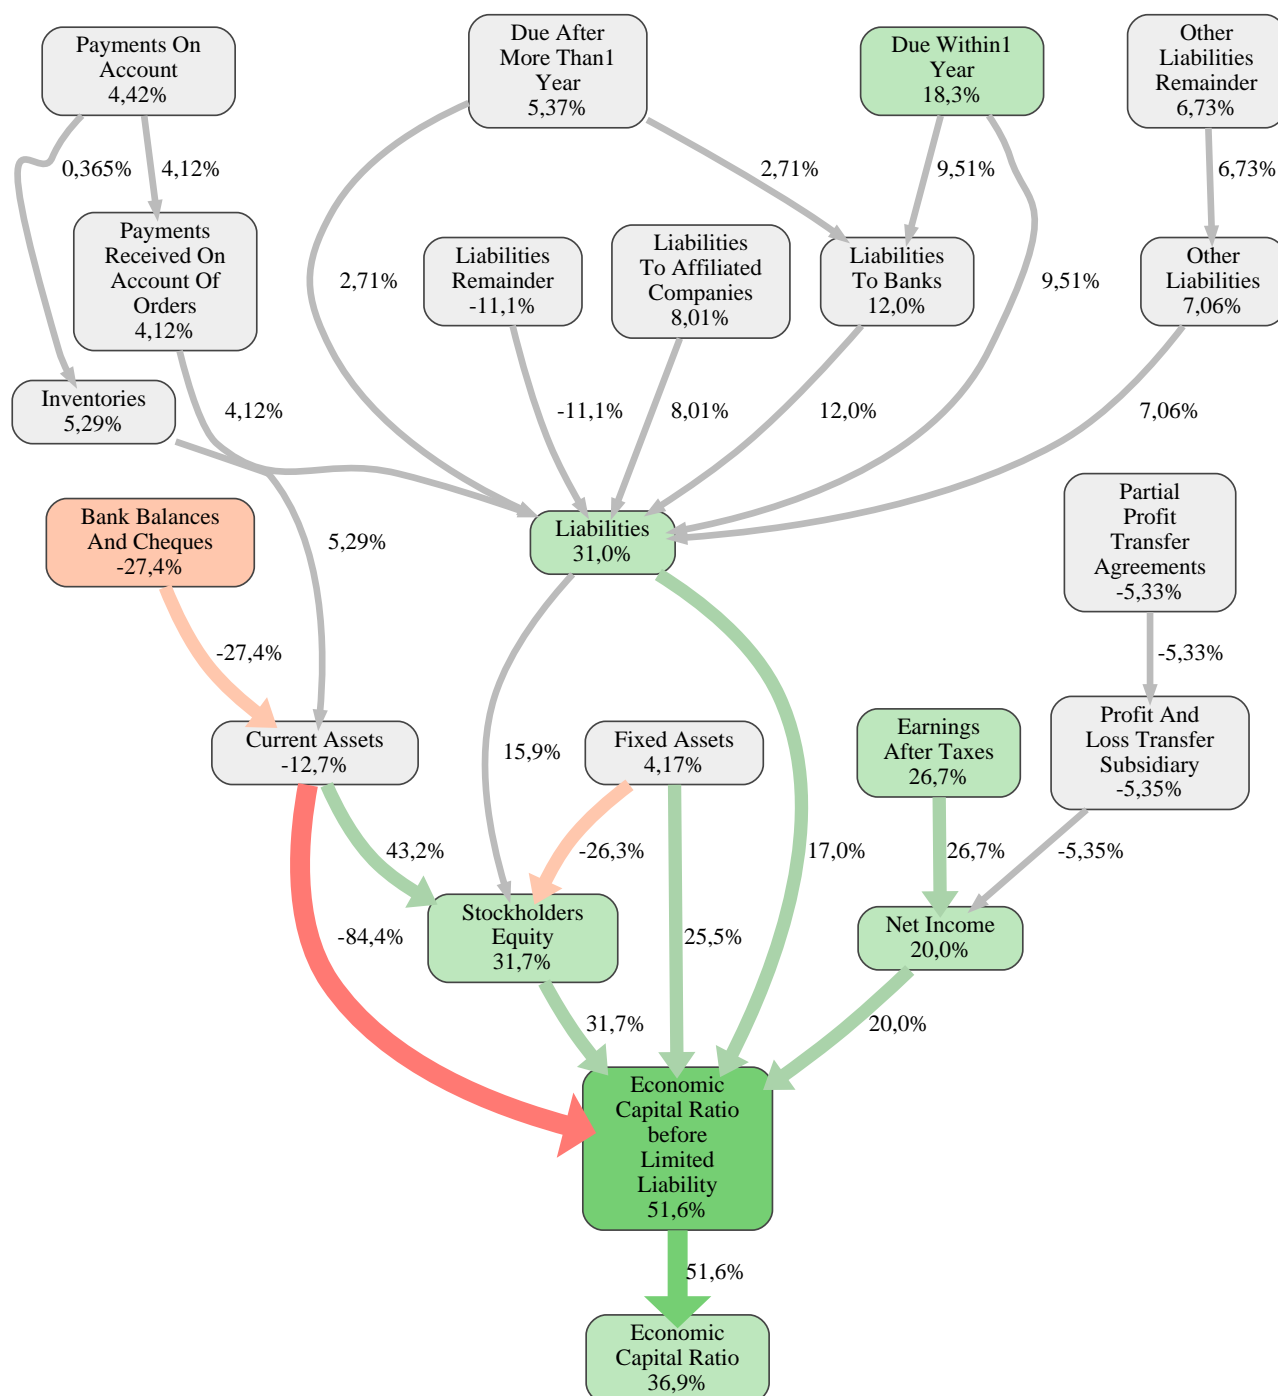 Payments On
Account
4,42%
Due After
More Than1
Year
5,37%
Due Within1
Year
18,3%
Other
Liabilities
Remainder
6,73%
0,365%
4,12%
2,71%
9,51%
6,73%
Payments
Received On
Account Of
Orders
4,12%
2,71%
Liabilities
Remainder
-11,1%
Liabilities
To Affiliated
Companies
8,01%
Liabilities
To Banks
12,0%
9,51%
Other
Liabilities
7,06%
Inventories
5,29%
4,12%
-11,1%
8,01%
12,0%
7,06%
Bank Balances
And Cheques
-27,4%
5,29%
Liabilities
31,0%
Partial
Profit
Transfer
Agreements
-5,33%
-27,4%
-5,33%
Current Assets
-12,7%
15,9%
Fixed Assets
4,17%
Earnings
After Taxes
26,7%
Profit And
Loss Transfer
Subsidiary
-5,35%
43,2%
-26,3%
17,0%
26,7%
-5,35%
-84,4%
Stockholders
Equity
31,7%
25,5%
Net Income
20,0%
31,7%
20,0%
Economic
Capital Ratio
before
Limited
Liability
51,6%
51,6%
Economic
Capital Ratio
36,9%